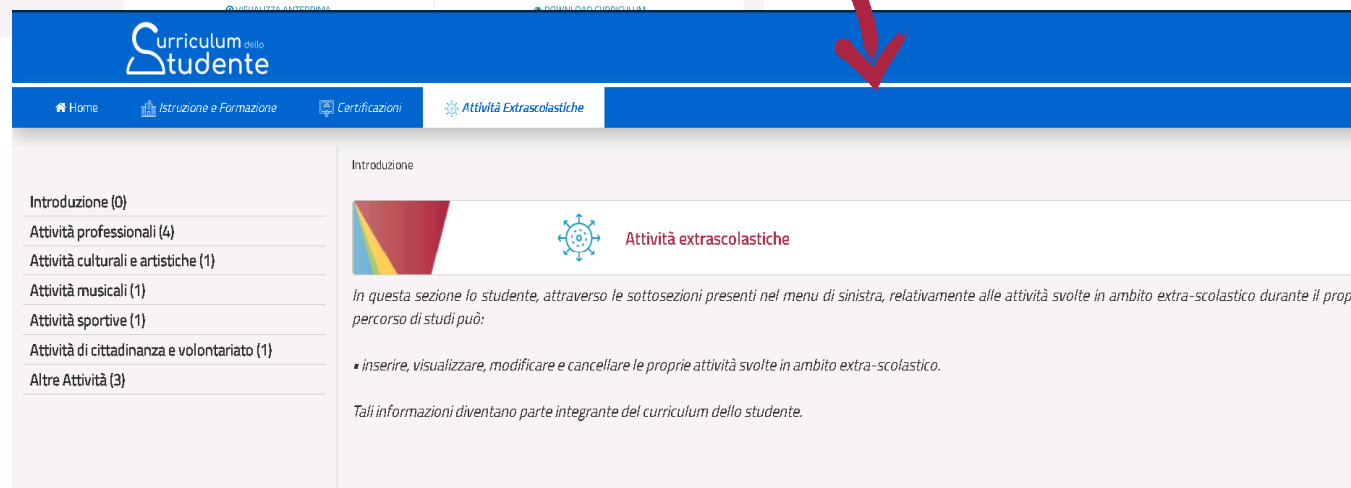 VISUALIZZA ANTEPRIMA
DOWNLOAD CURRICULUM
Curriculum dello
Studente
Home
Istruzione e Formazione
Certificazioni
Attività Extrascolastiche
Introduzione
Introduzione (0)
Attività professionali (4)
Attività culturali e artistiche (1)
Attività musicali (1)
Attività sportive (1)
Attività di cittadinanza e volontariato (1)
Altre Attività (3)
Attività extrascolastiche
In questa sezione lo studente, attraverso le sottosezioni presenti nel menu di sinistra, relativamente alle attività svolte in ambito extra-scolastico durante il prop
percorso di studi può:
▪ inserire, visualizzare, modificare e cancellare le proprie attività svolte in ambito extra-scolastico.
Tali informazioni diventano parte integrante del curriculum dello studente.